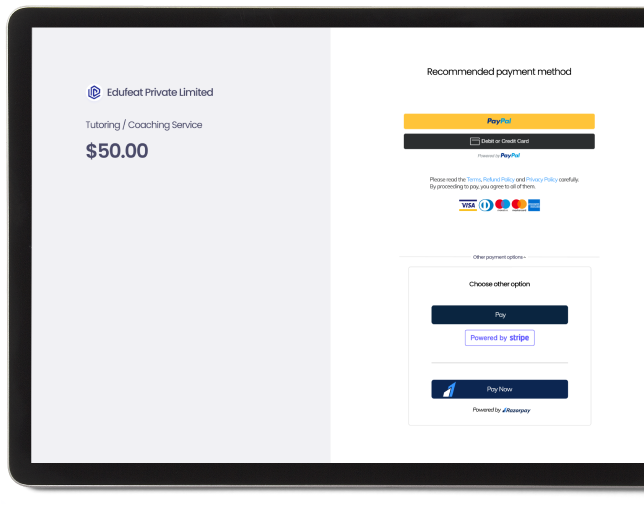 Edufeat Private Limited
Tutoring / Coaching Service
$50.00
Recommended payment method
PayPal
Debit or Credit Card
Powered by PayPal
Please read the Terms, Refund Policy and Privacy Policy carefully.
By proceeding to pay, you agree to all of them.
VISA
Other payment options -
Choose other option
Pay
Powered by stripe
Pay Now
Powered by Razorpay